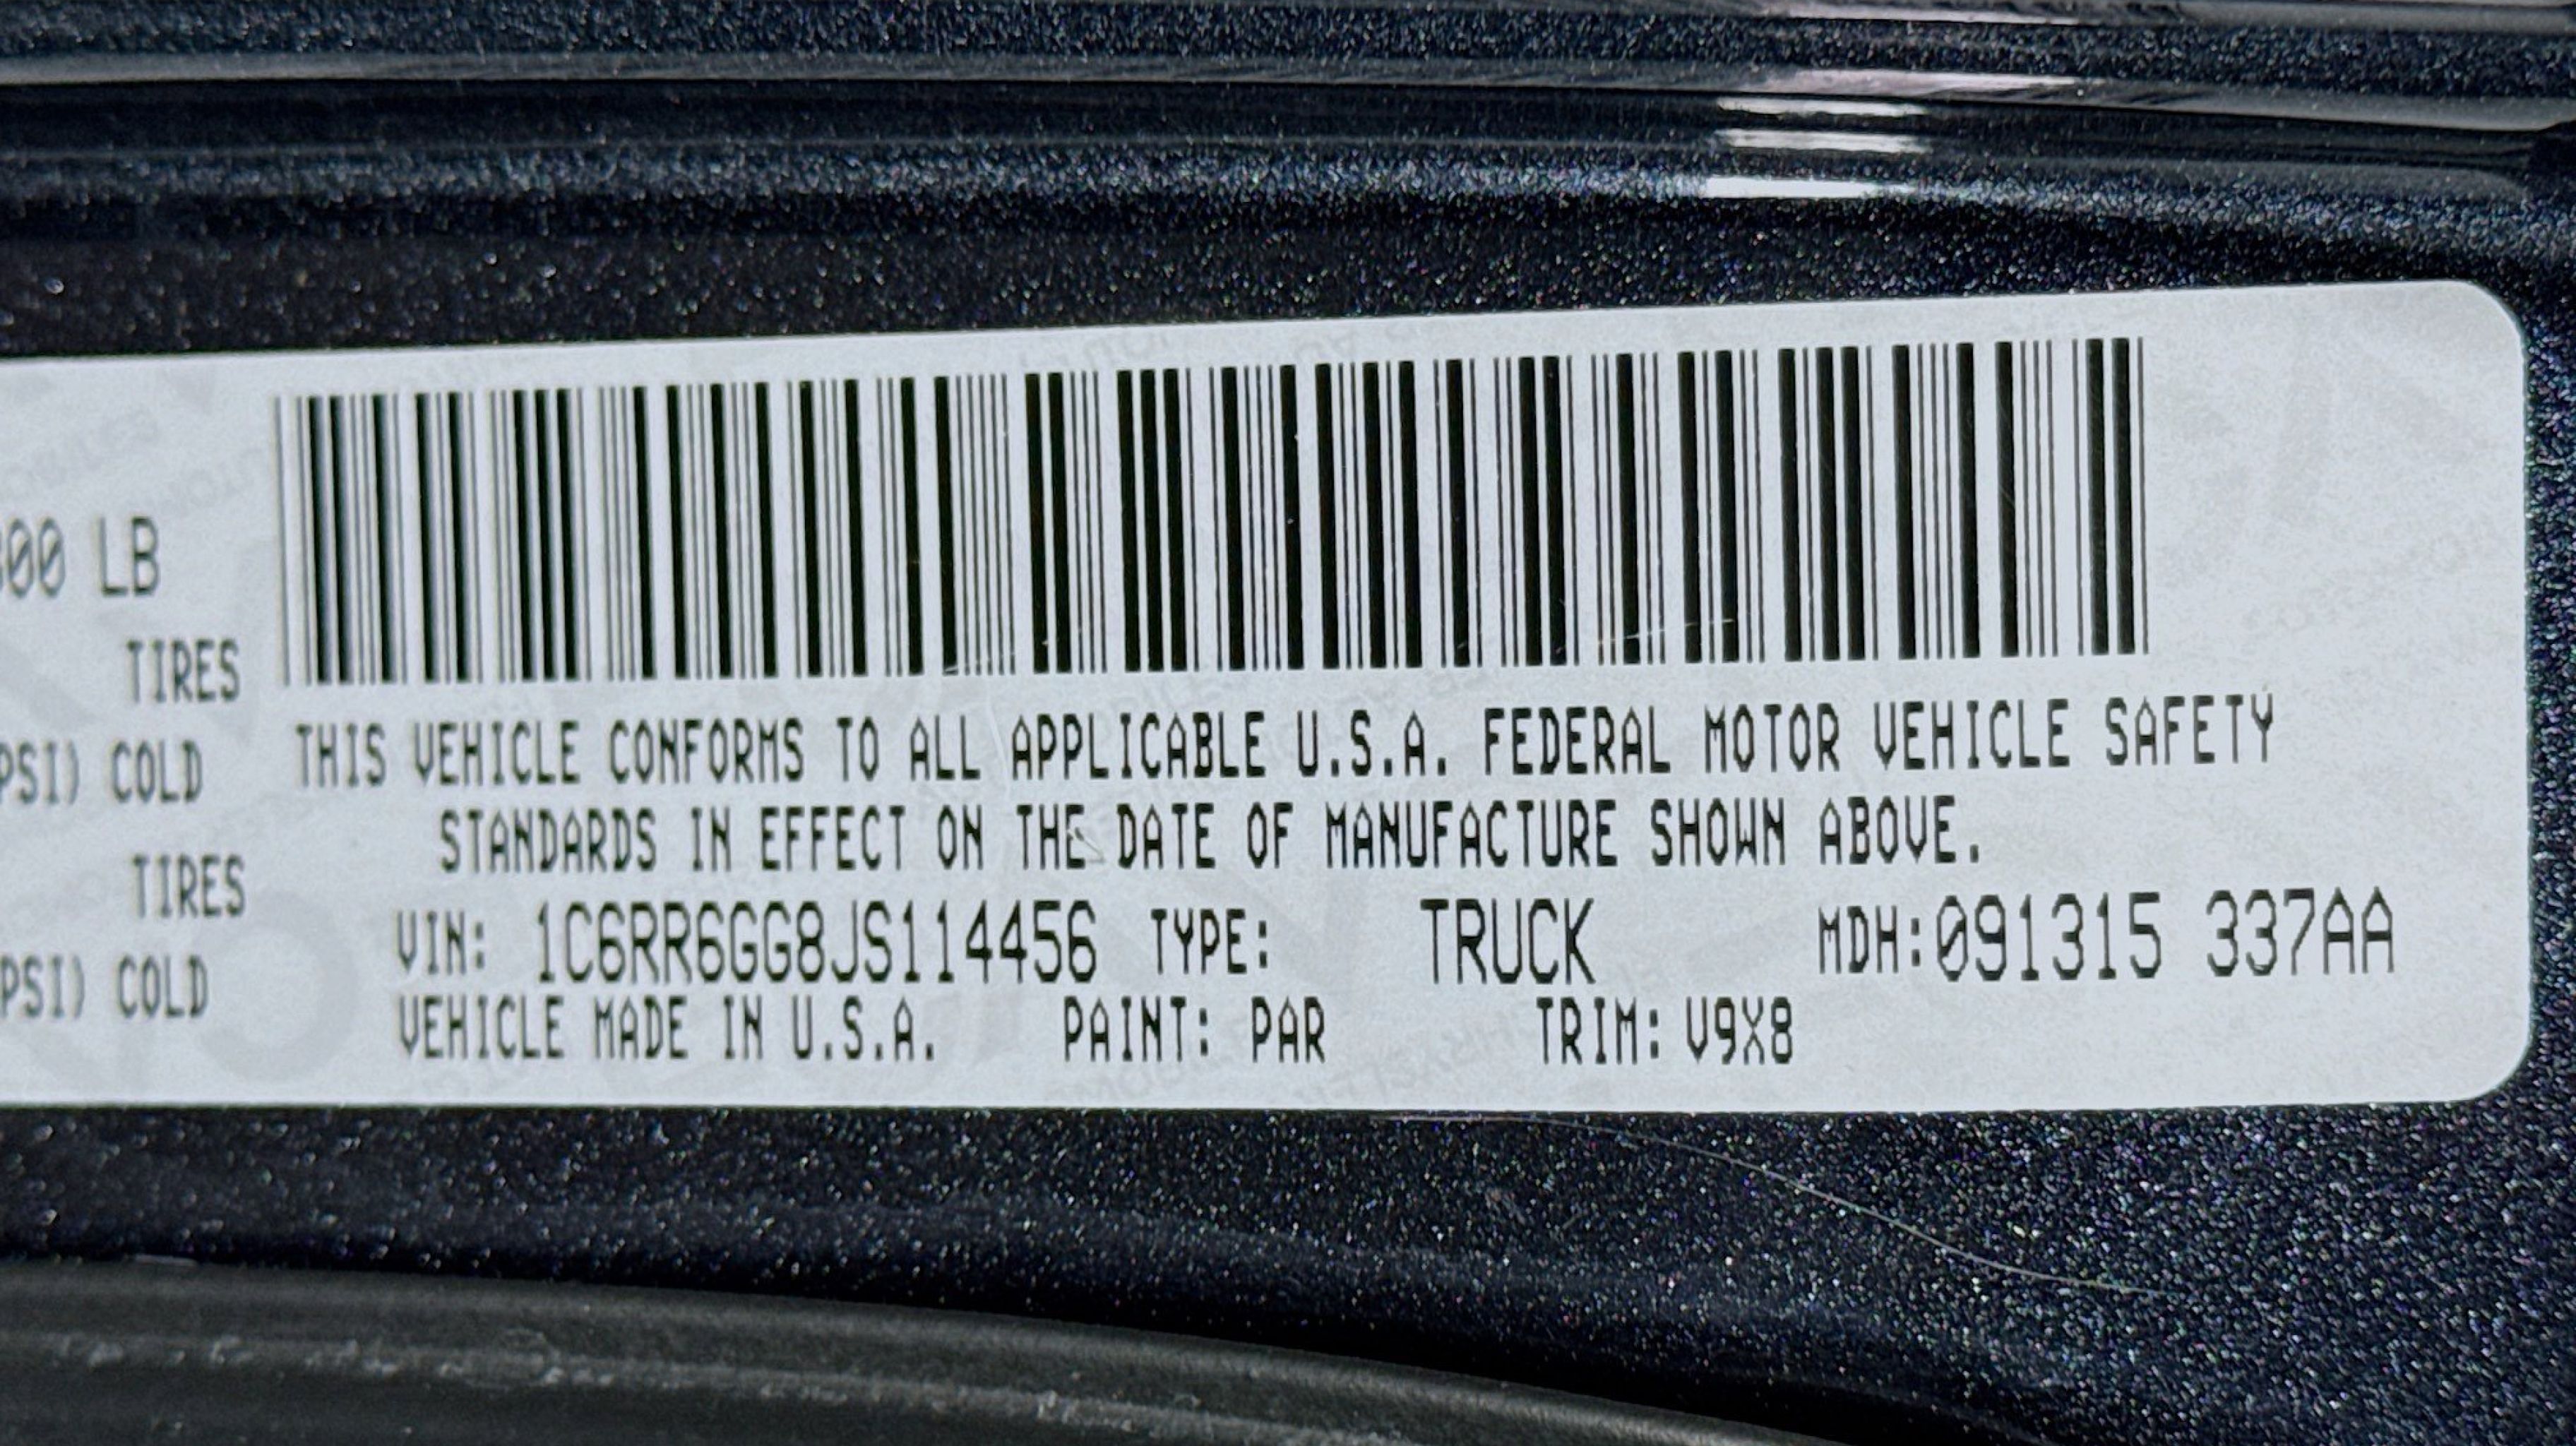 00 LB
TIRES
PSI) COLD
TIRES
PSI) COLD
THIS VEHICLE CONFORMS TO ALL APPLICABLE U.S.A. FEDERAL MOTOR VEHICLE SAFETY
STANDARDS IN EFFECT ON THE DATE OF MANUFACTURE SHOWN ABOVE.
VIN: 1C6RR6GG8JS114456 TYPE: TRUCK MDH:091315 337AA
VEHICLE MADE IN U.S.A. PAINT: PAR TRIM: V9X8